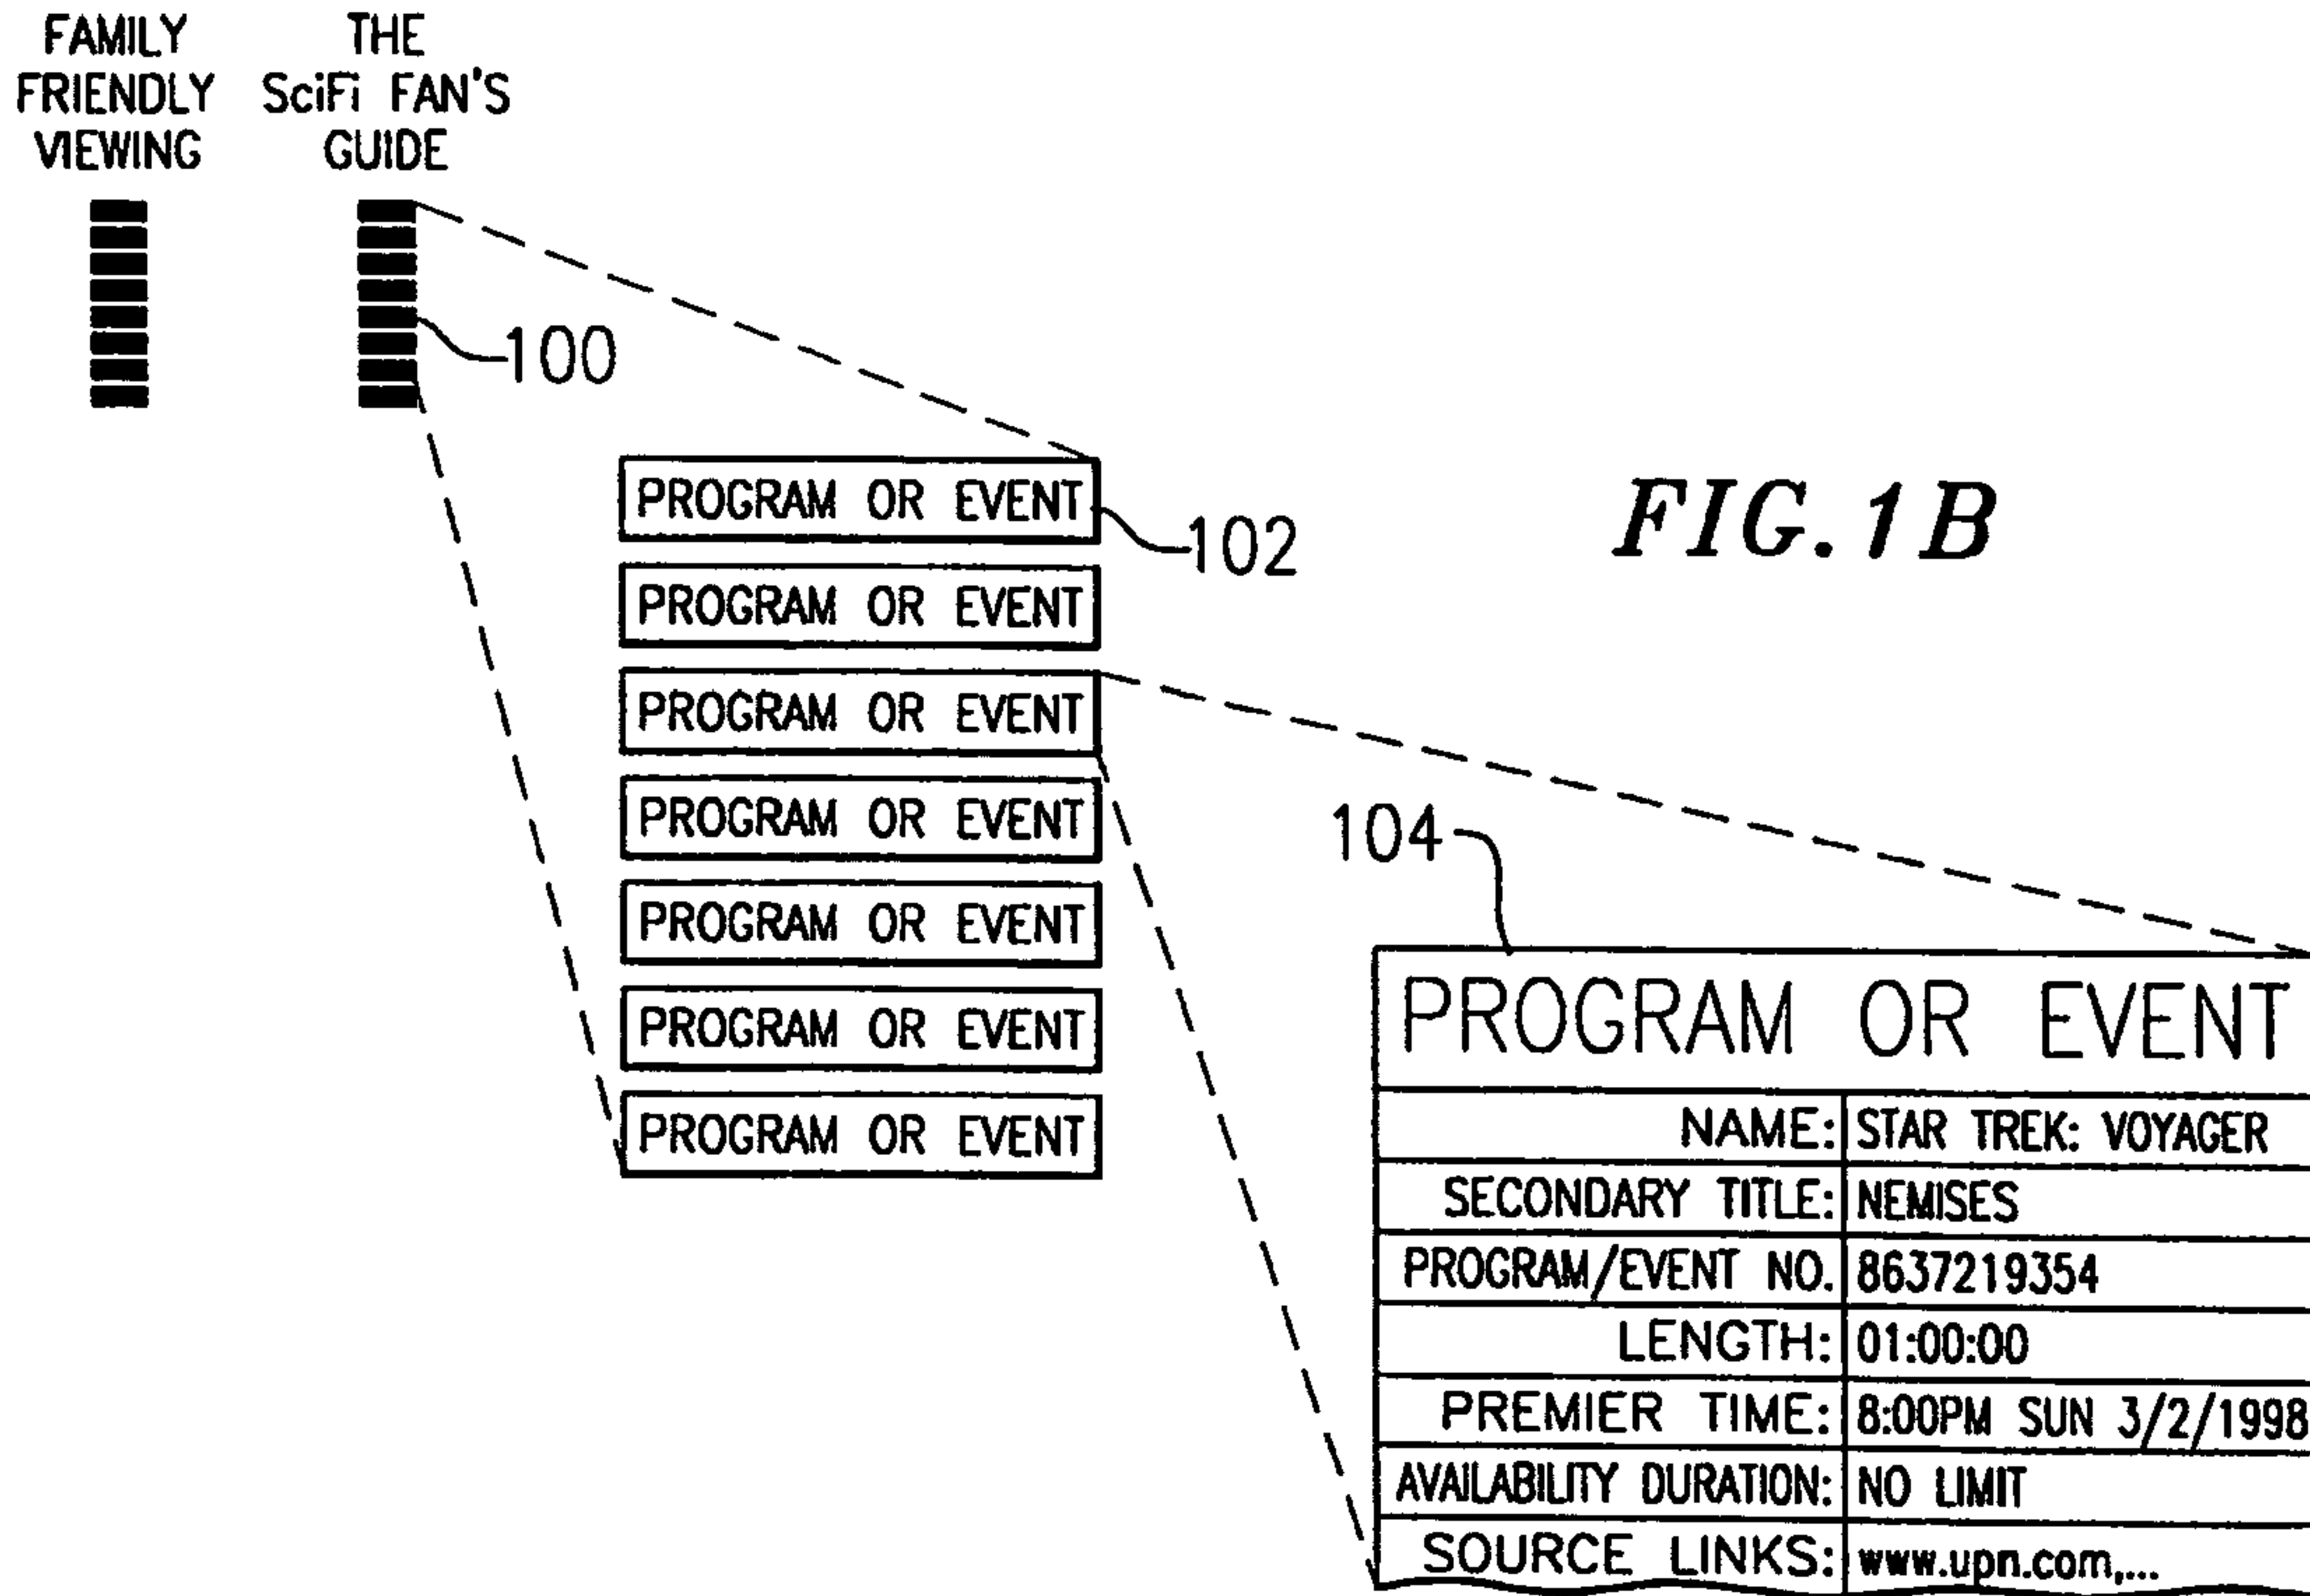 FAMILY
FRIENDLY
VIEWING
THE
SciFi FAN'S
GUIDE
100
PROGRAM OR EVENT
102
PROGRAM OR EVENT
PROGRAM OR EVENT
PROGRAM OR EVENT
PROGRAM OR EVENT
PROGRAM OR EVENT
PROGRAM OR EVENT
FIG. 1B
104
PROGRAM OR EVENT
NAME: STAR TREK: VOYAGER
SECONDARY TITLE: NEMISES
PROGRAM/EVENT NO. 8637219354
LENGTH: 01:00:00
PREMIER TIME: 8:00PM SUN 3/2/1998
AVAILABILITY DURATION: NO LIMIT
SOURCE LINKS: www.upn.com,...